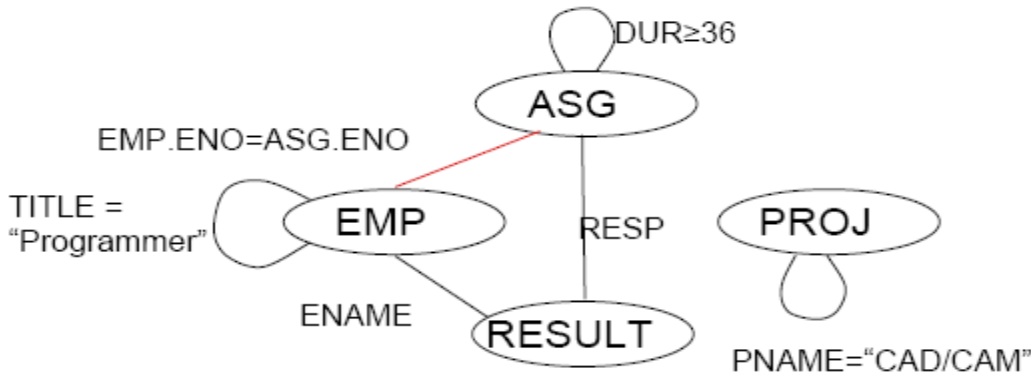 DUR≥36
ASG
EMP.ENO=ASG.ENO
TITLE =
“Programmer”
EMP
RESP
PROJ
ENAME
RESULT
PNAME=“CAD/CAM”